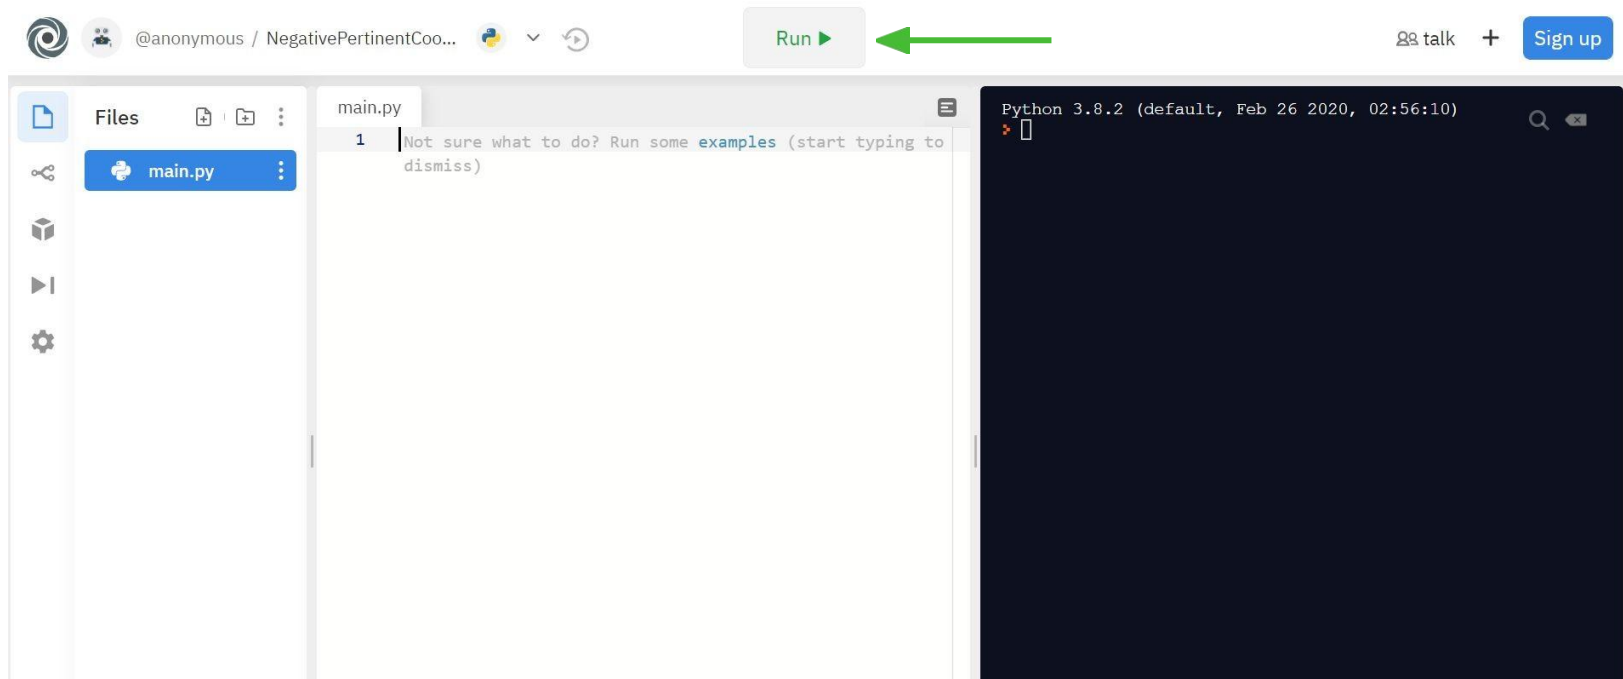 @anonymous / NegativePertinentCoo...
Run
talk
+
Sign up
Files
main.py
main.py
1 Not sure what to do? Run some examples (start typing to
dismiss)
Python 3.8.2 (default, Feb 26 2020, 02:56:10)